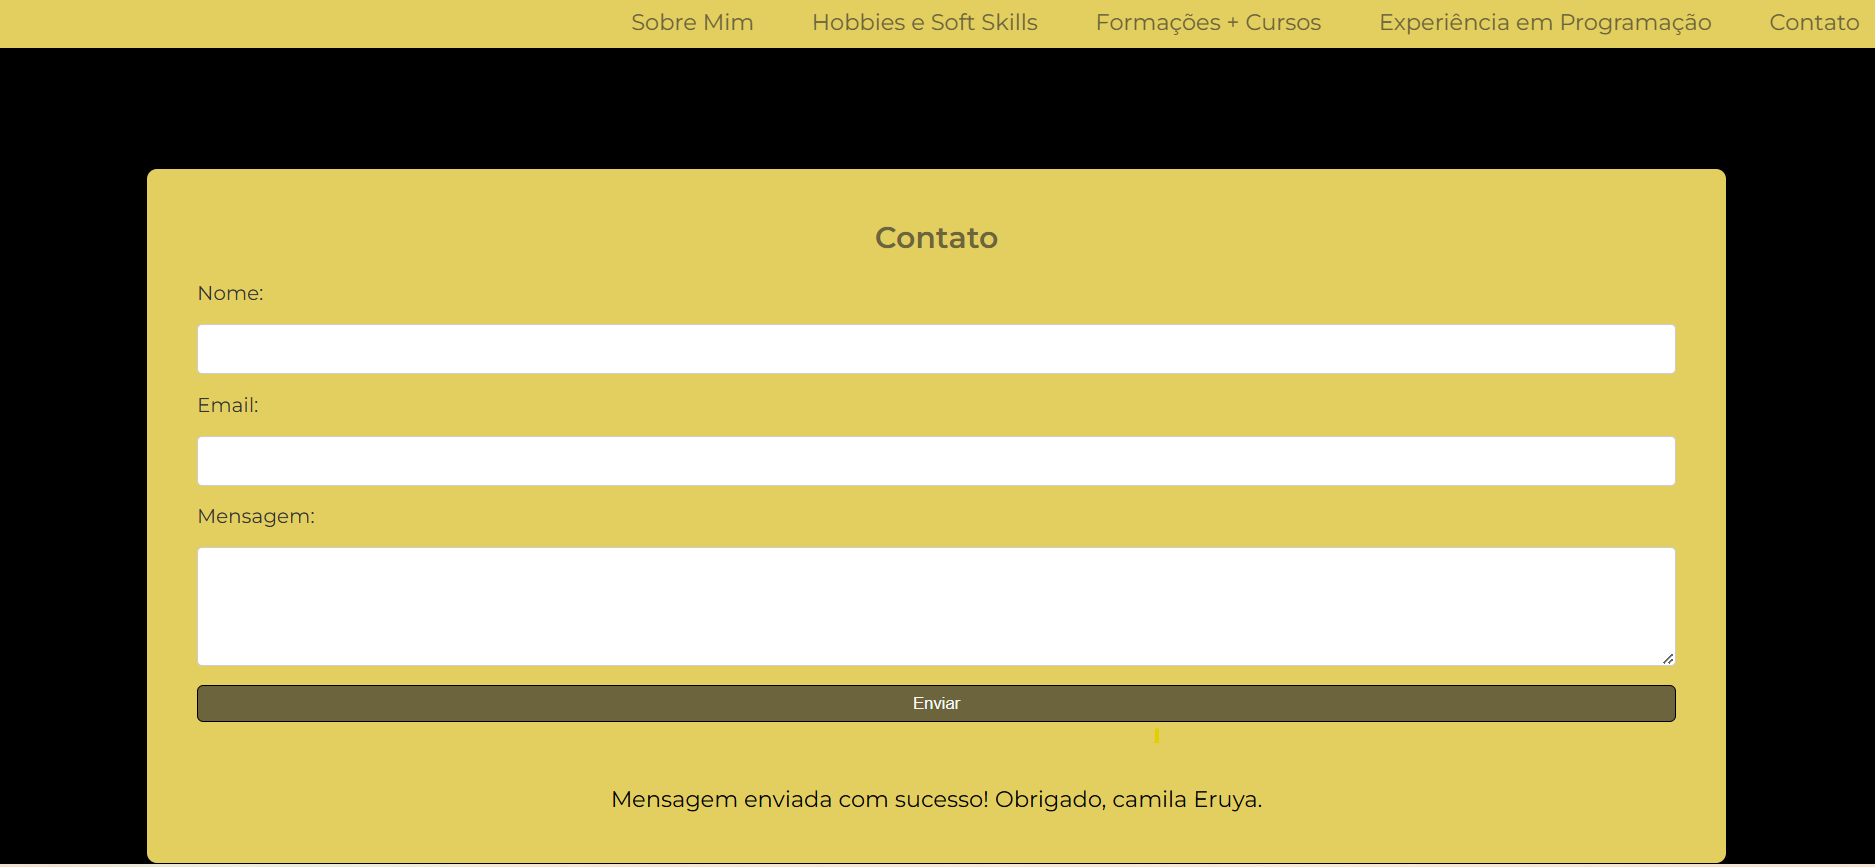 Sobre Mim Hobbies e Soft Skills Formações + Cursos Experiência em Programação Contato
Contato
Nome:
Email:
Mensagem:
Enviar
Mensagem enviada com sucesso! Obrigado, camila Eruya.